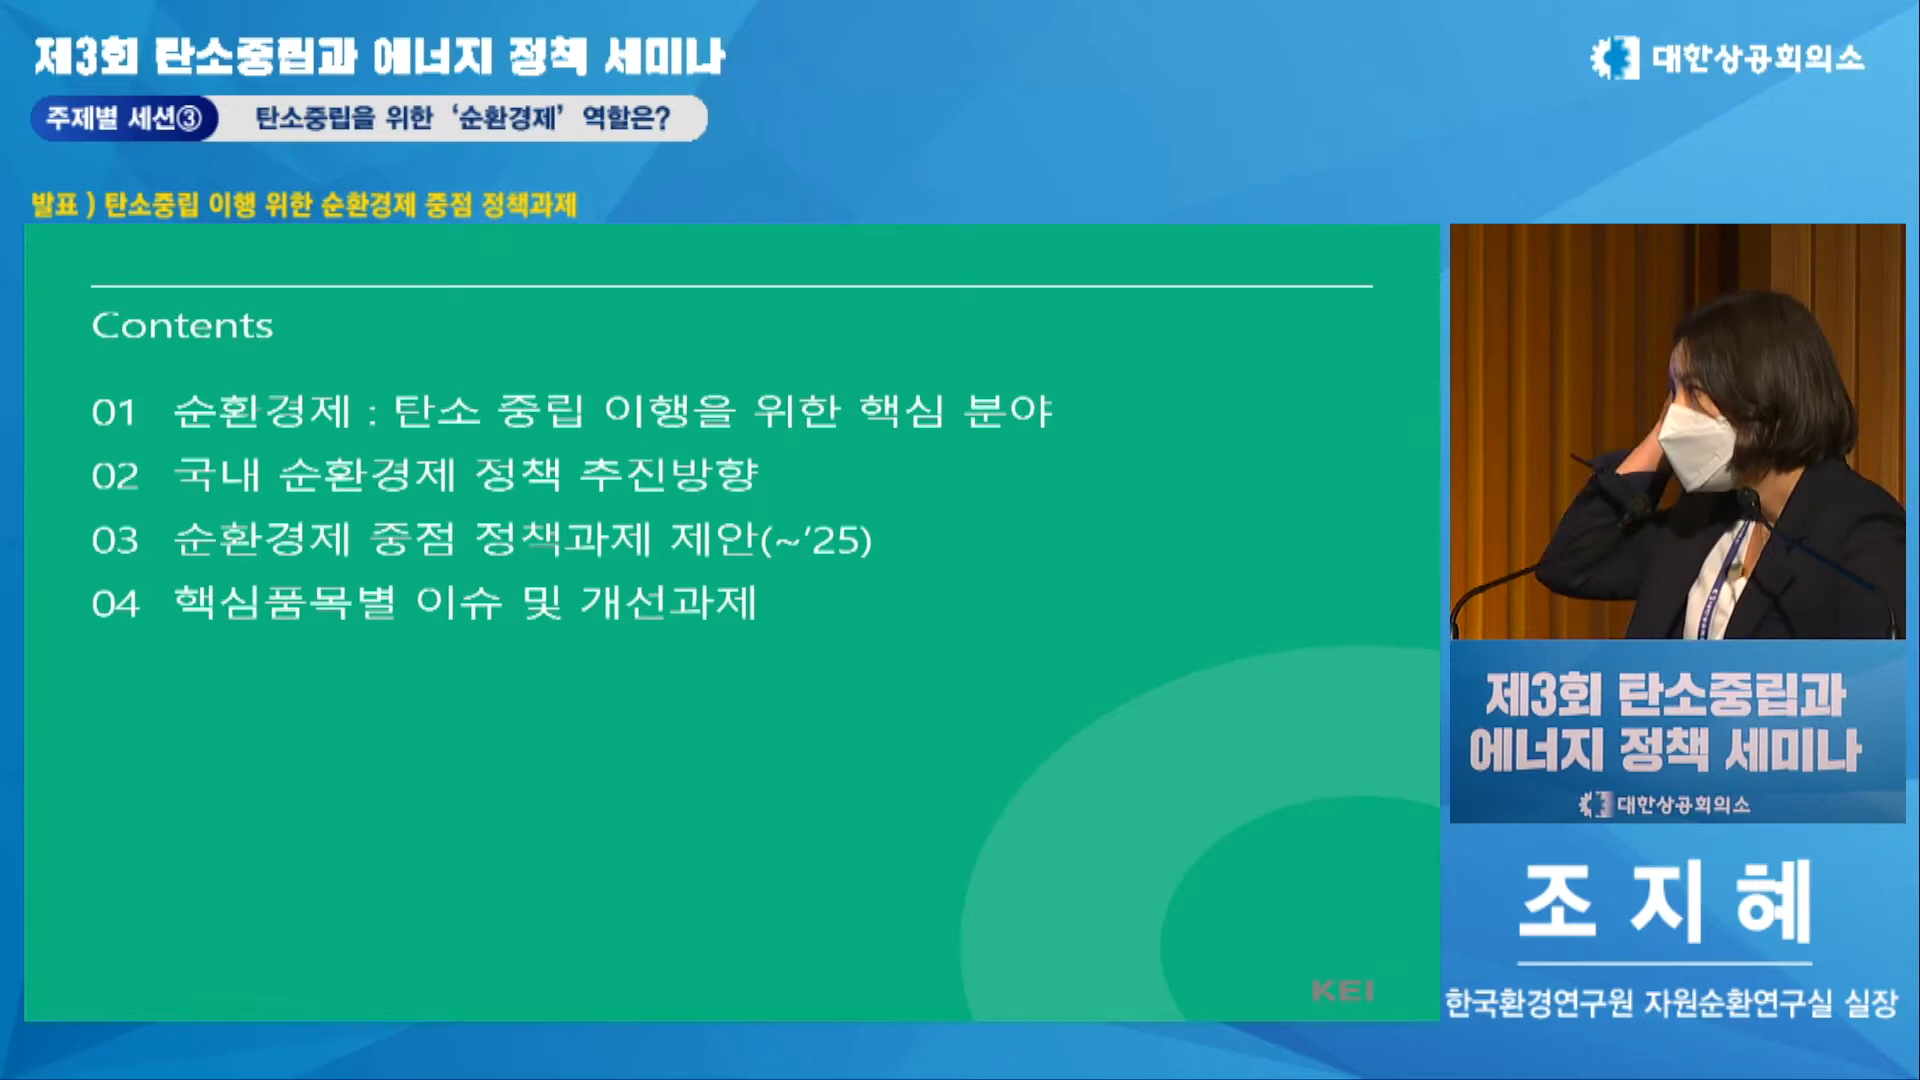 제3회 탄소중립과 에너지 정책 세미나
대한상공회의소
주제별 세션③ 탄소중립을 위한 ‘순환경제’ 역할은?
발표 ) 탄소중립 이행 위한 순환경제 중점 정책과제
Contents
01 순환경제 : 탄소 중립 이행을 위한 핵심 분야
02 국내 순환경제 정책 추진방향
03 순환경제 중점 정책과제 제안(~’25)
04 핵심품목별 이슈 및 개선과제
KEI
제3회 탄소중립과
에너지 정책 세미나
대한상공회의소
조지혜
한국환경연구원 자원순환연구실 실장